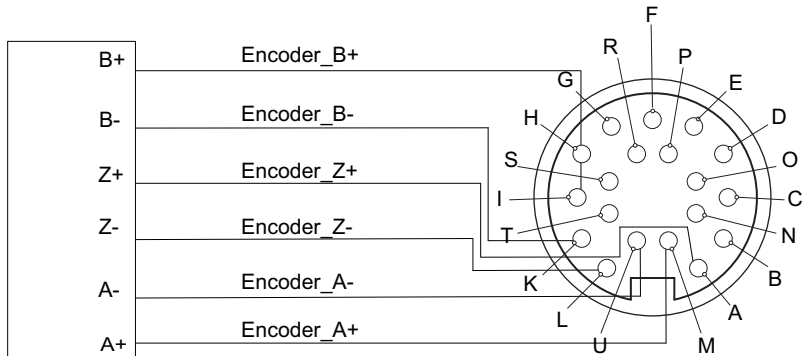 B+ Encoder_B+
B- Encoder_B-
Z+ Encoder_Z+
Z- Encoder_Z-
A- Encoder_A-
A+ Encoder_A+
F
R P
G E
H D
S O
I C
T N
K B
L A
U M